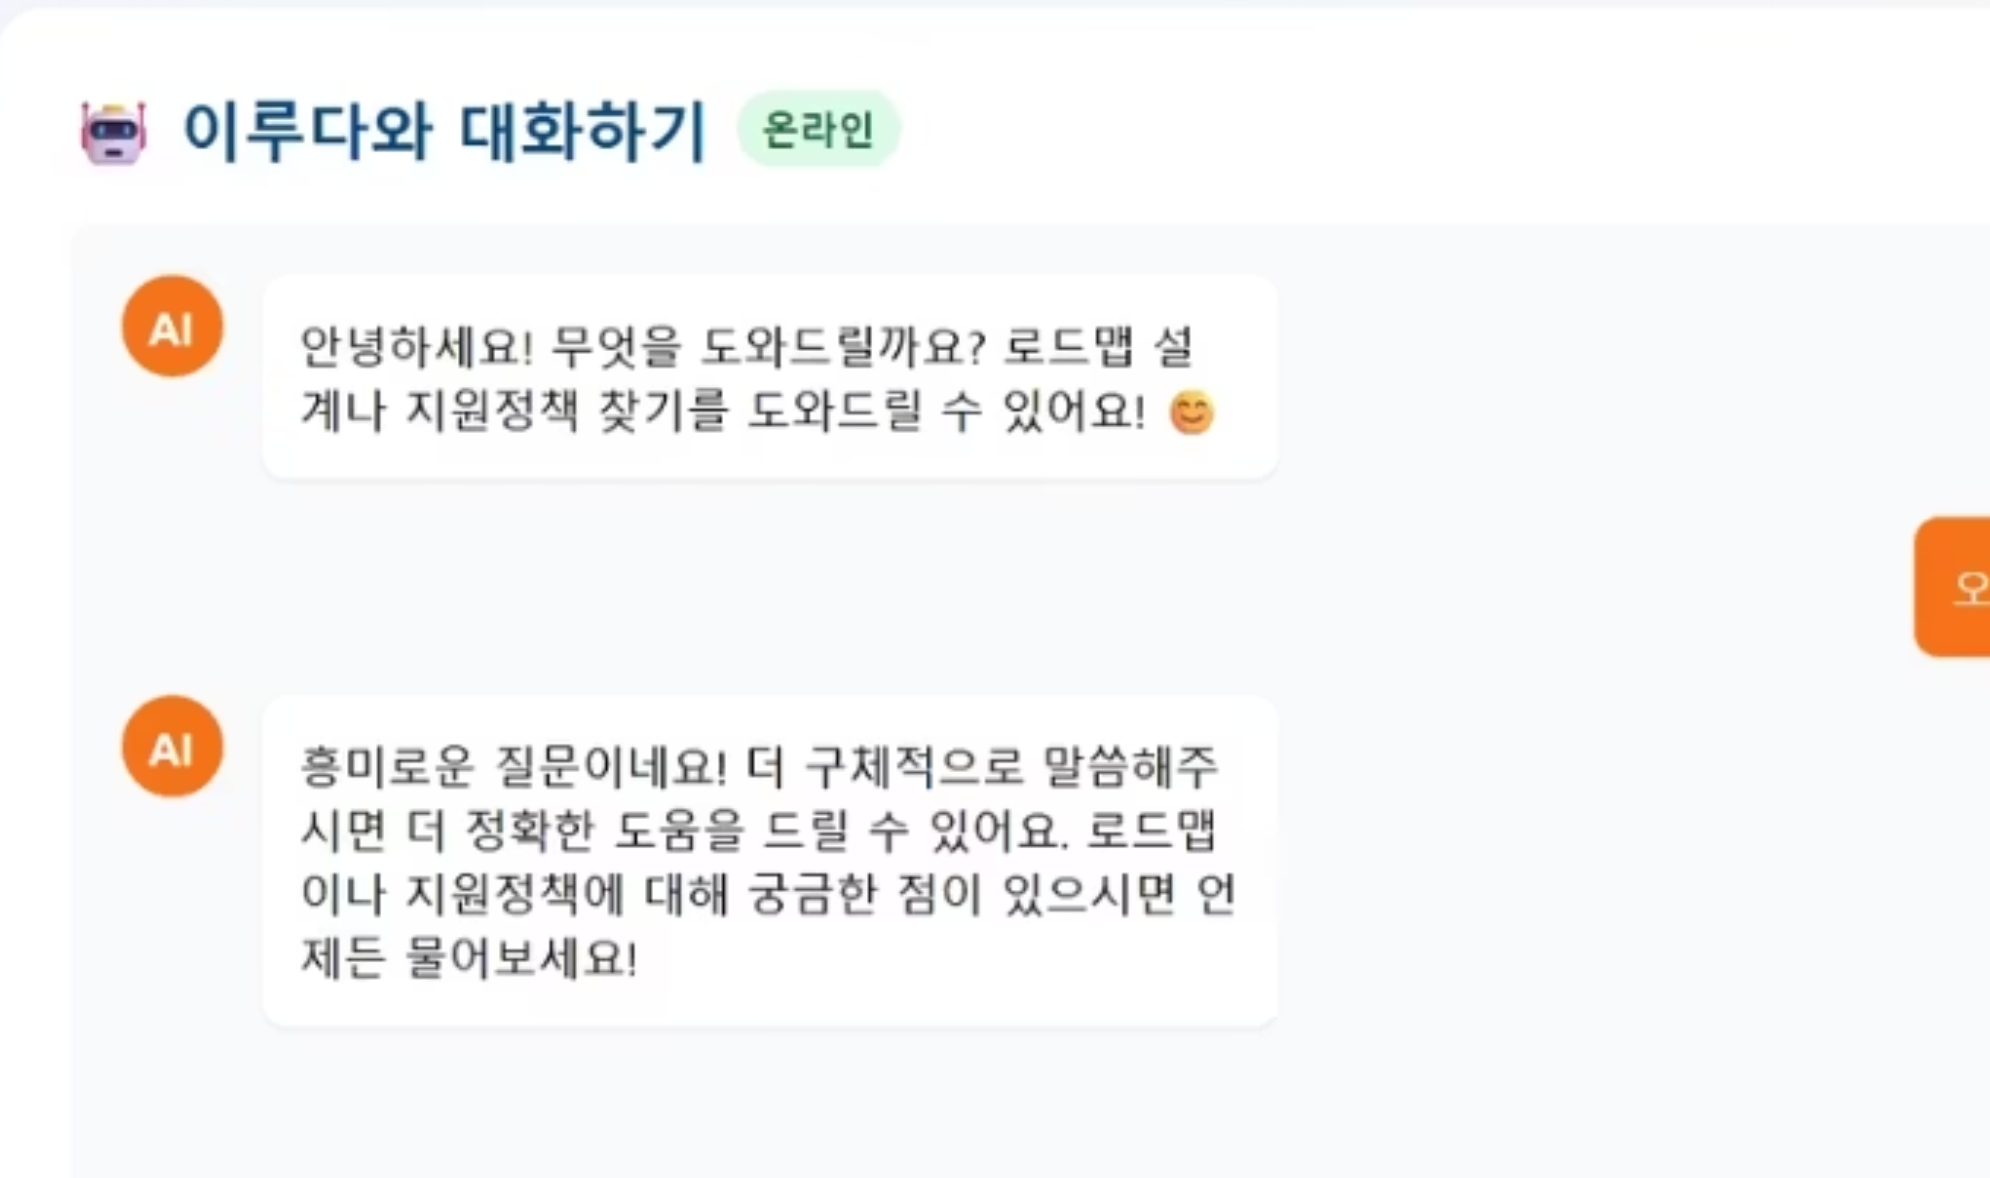 이루다와 대화하기 온라인
AI
안녕하세요! 무엇을 도와드릴까요? 로드맵 설
계나 지원정책 찾기를 도와드릴 수 있어요! 😊
오
AI
흥미로운 질문이네요! 더 구체적으로 말씀해주
시면 더 정확한 도움을 드릴 수 있어요. 로드맵
이나 지원정책에 대해 궁금한 점이 있으시면 언
제든 물어보세요!